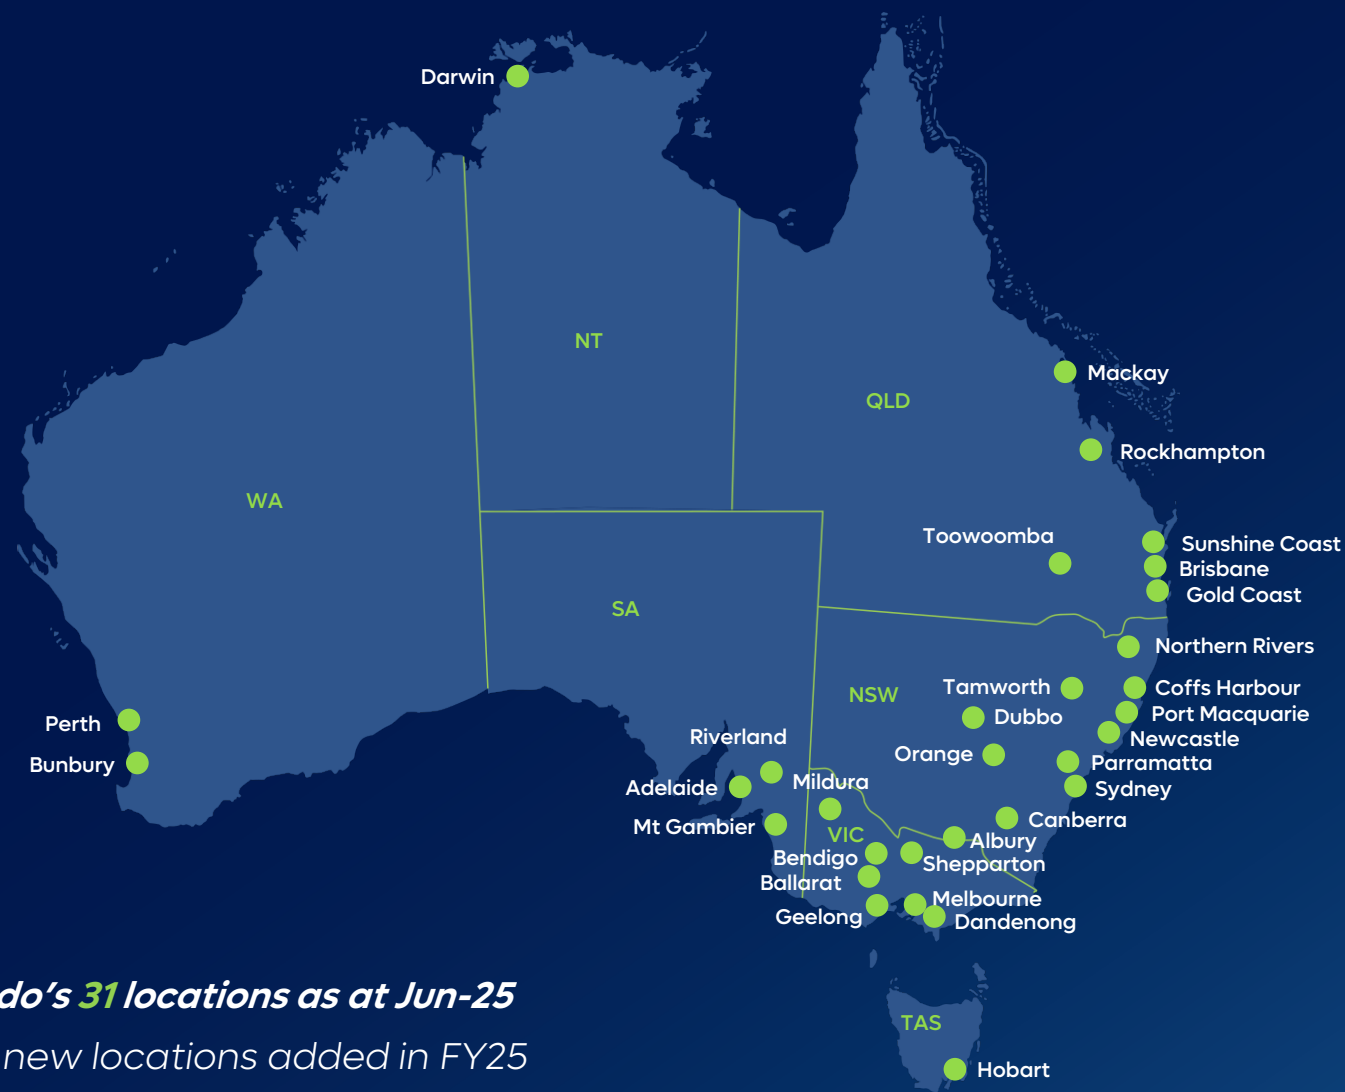 Darwin
NT
Mackay
QLD
Rockhampton
WA
Toowoomba
Sunshine Coast
Brisbane
Gold Coast
SA
Northern Rivers
NSW
Tamworth
Coffs Harbour
Dubbo
Port Macquarie
Perth
Riverland
Newcastle
Orange
Parramatta
Bunbury
Adelaide
Mildura
Sydney
Mt Gambier
Canberra
VIC
Albury
Bendigo
Shepparton
Ballarat
Melbourne
Geelong
Dandenong
do's 31 locations as at Jun-25
TAS
new locations added in FY25
Hobart